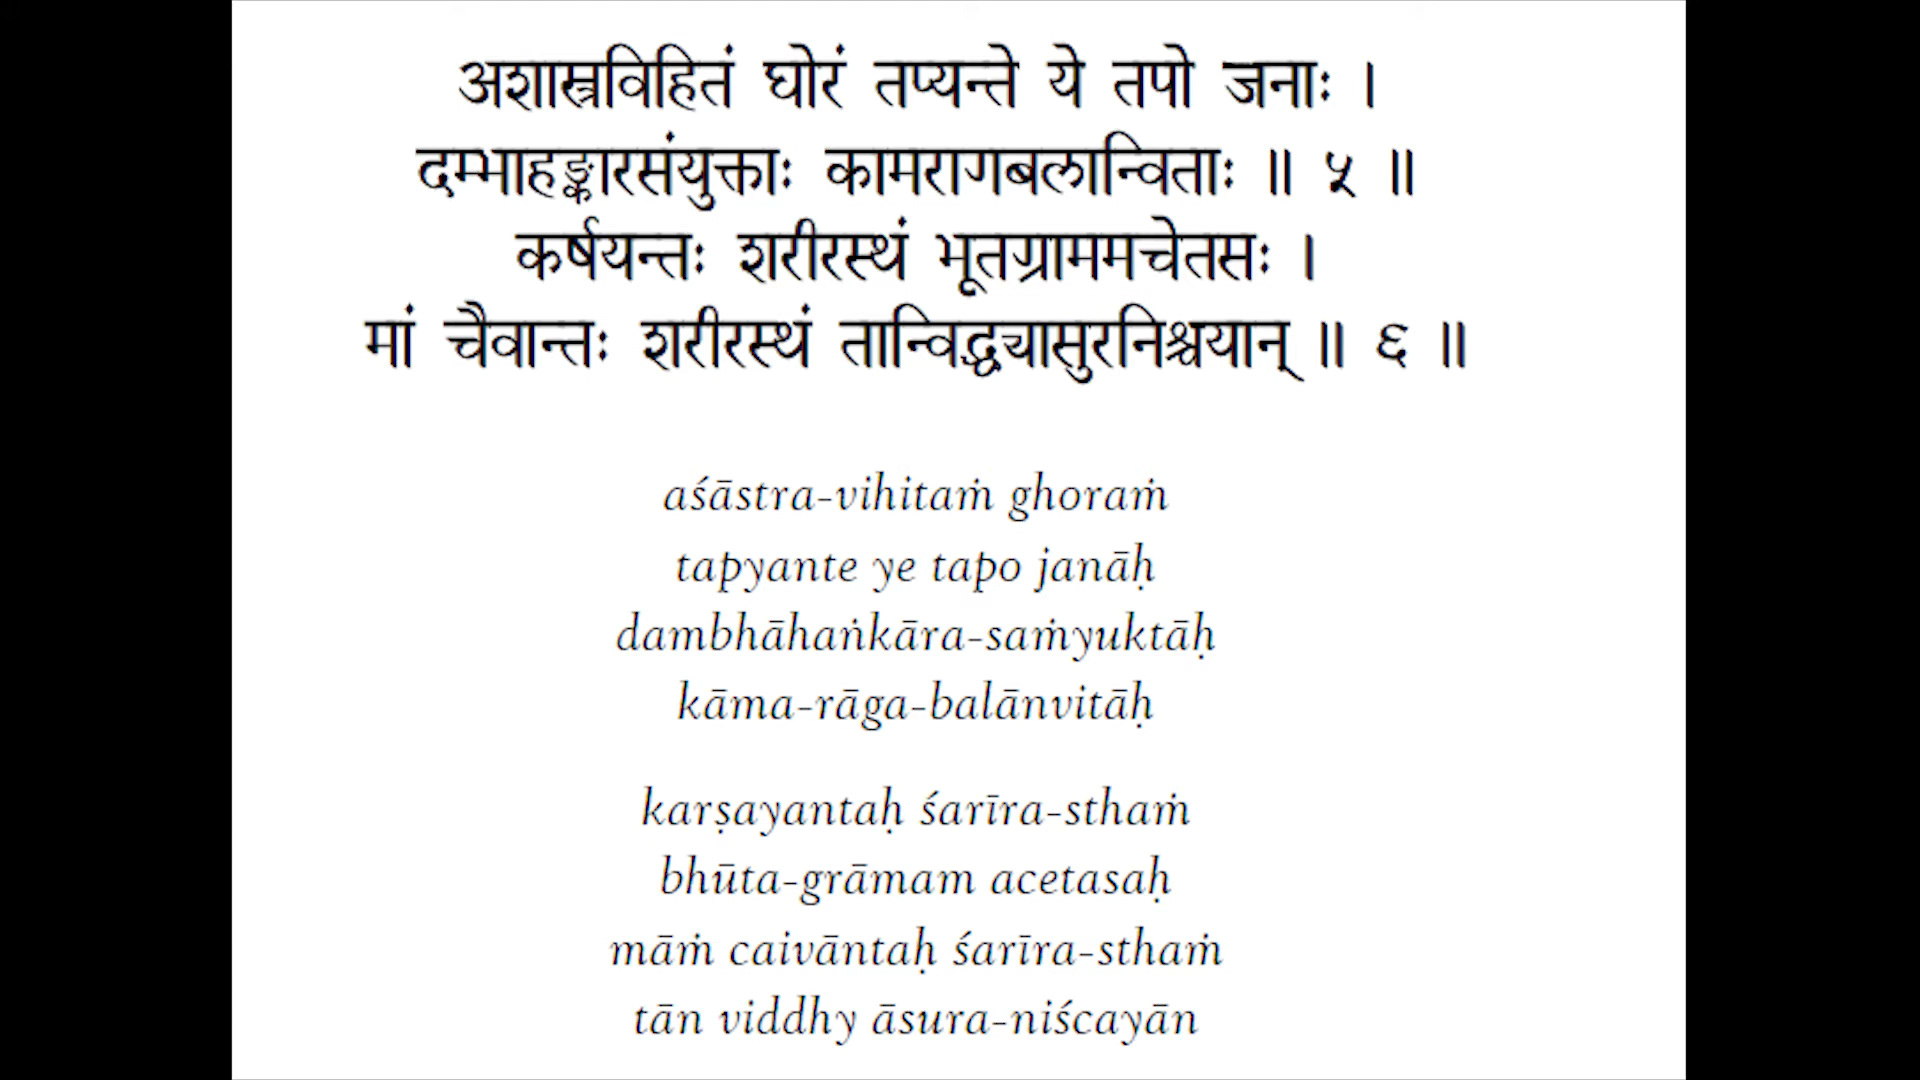 अशास्त्रविहितं घोरं तप्यन्ते ये तपो जनाः ।
दम्भाहङ्कारसंयुक्ताः कामरागबलान्विताः ॥ ५ ॥
कर्षयन्तः शरीरस्थं भूतग्राममचेतसः ।
मां चैवान्तः शरीरस्थं तान्विद्ध्यासुरनिश्चयान् ॥ ६ ॥
aśāstra-vihitaṁ ghoraṁ
tapyante ye tapo janāḥ
dambhāhaṅkāra-saṁyuktāḥ
kāma-rāga-balānvitāḥ
karṣayantaḥ śarīra-sthaṁ
bhūta-grāmam acetasaḥ
māṁ caivāntaḥ śarīra-sthaṁ
tān viddhy āsura-niścayān